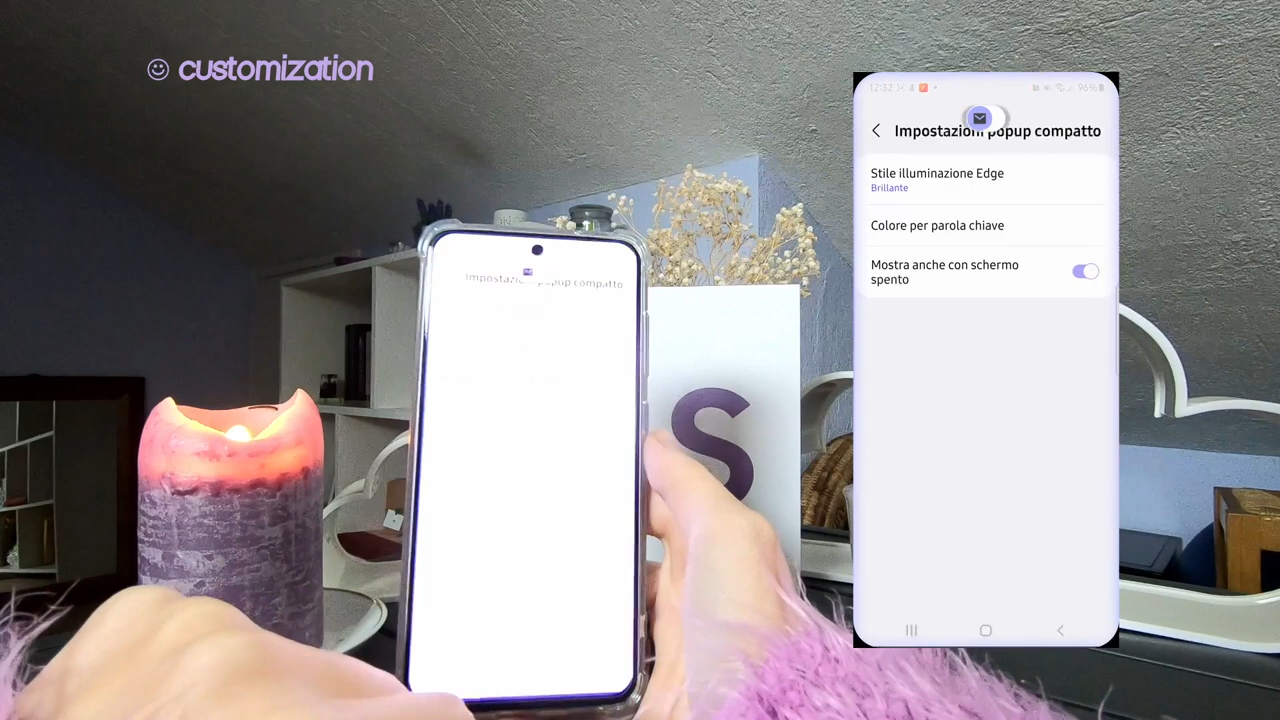 customization
12:32
96%
Impostazioni popup compatto
Stile illuminazione Edge
Brillante
Colore per parola chiave
Mostra anche con schermo
spento
Impostazioni popup compatto
S